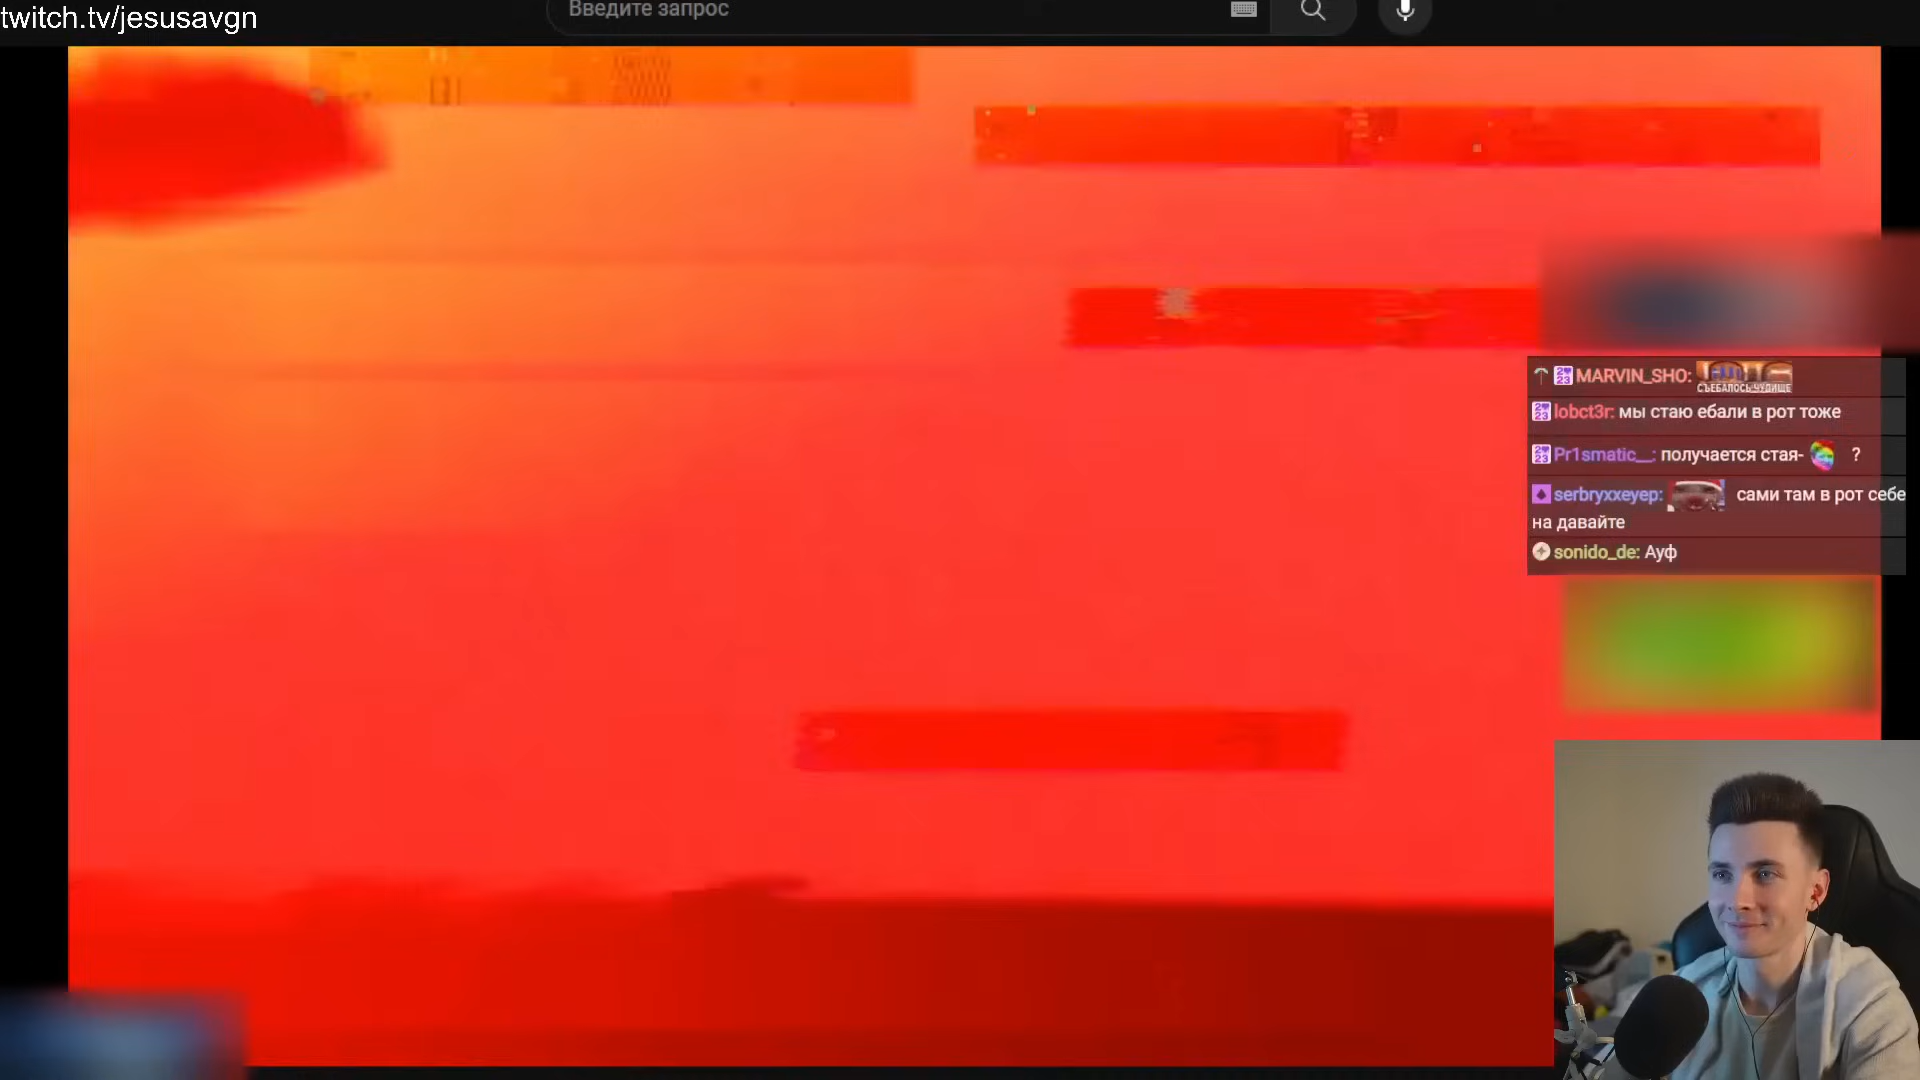 twitch.tv/jesusavgn
Введите запрос
MARVIN_SHO: СЪЕБАЛОСЬ ЧУДИЩЕ
lobct3r: мы стаю ебали в рот тоже
Pr1smatic__: получается стая- ?
serbryxxeyep: сами там в рот себе
на давайте
sonido_de: Ауф